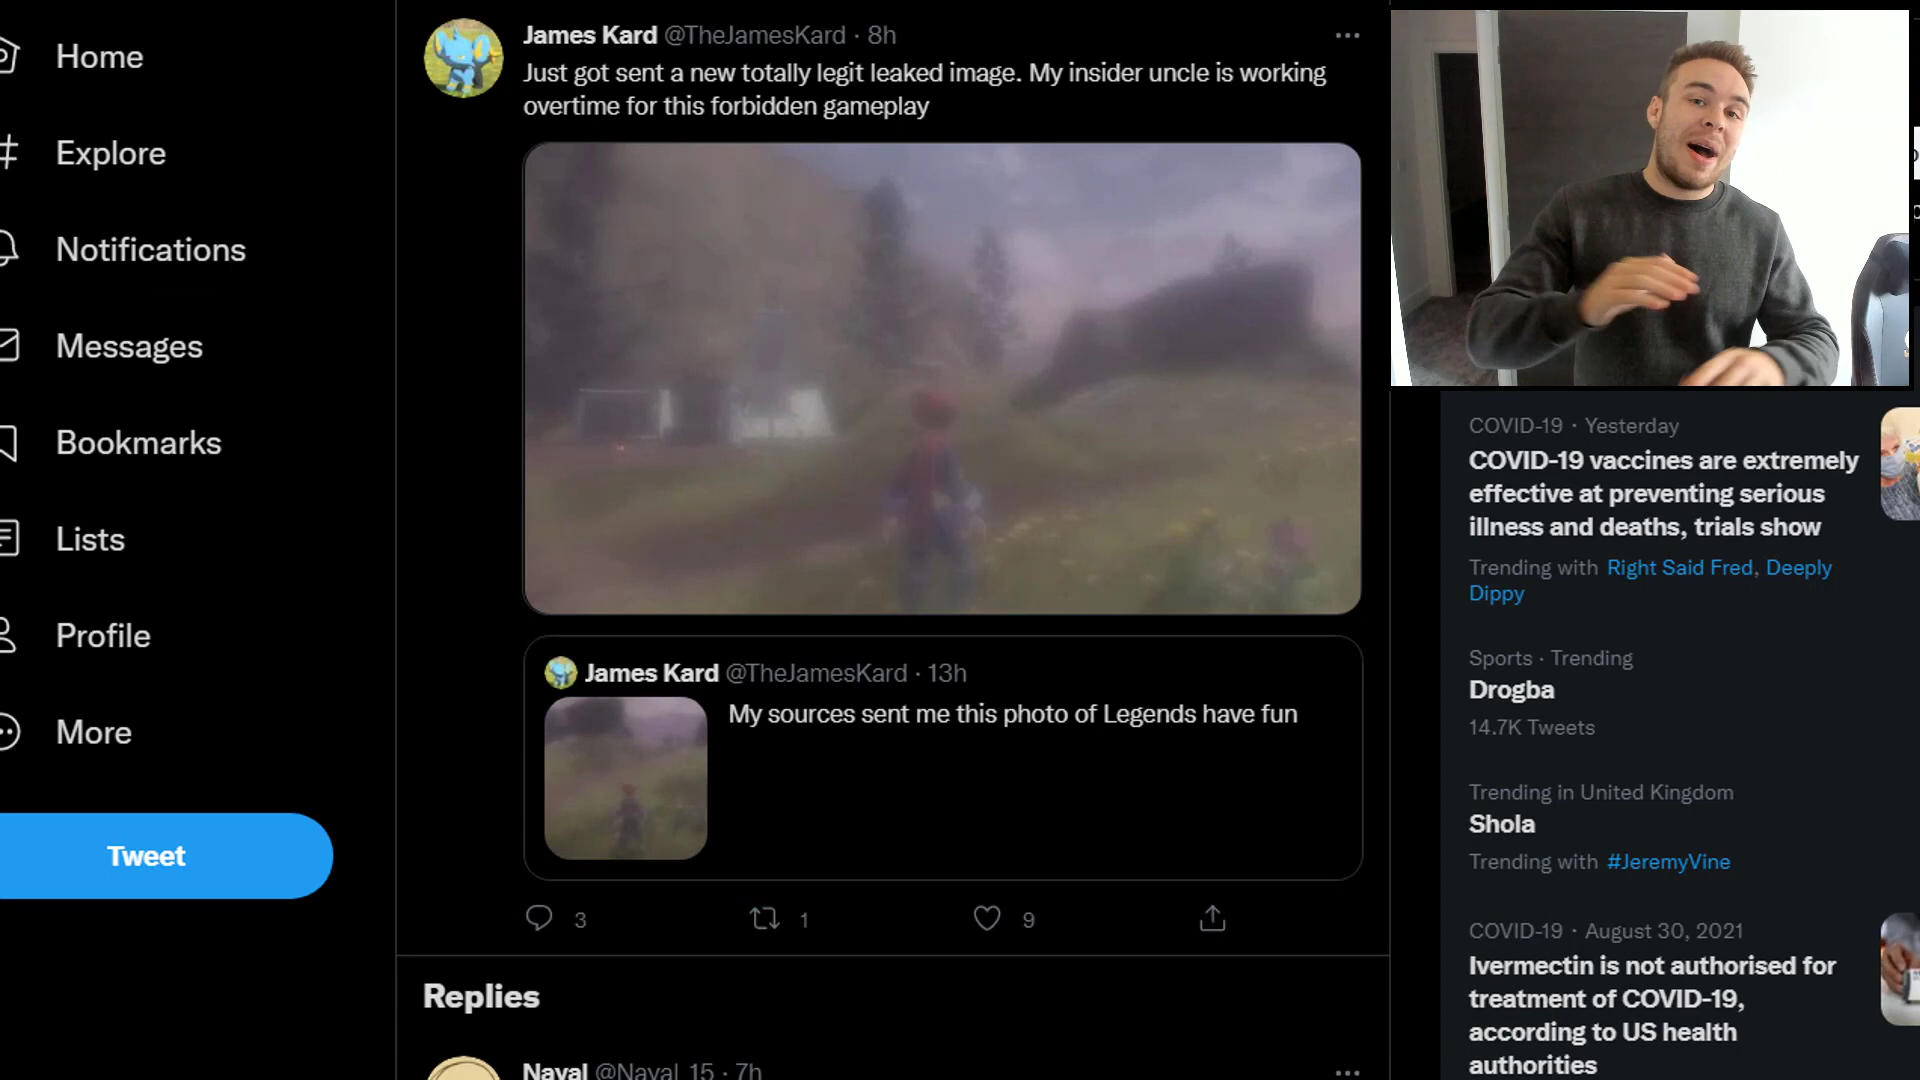 Home
Explore
Notifications
Messages
Bookmarks
Lists
Profile
More
Tweet
James Kard @TheJamesKard · 8h
Just got sent a new totally legit leaked image. My insider uncle is working
overtime for this forbidden gameplay
James Kard @TheJamesKard · 13h
My sources sent me this photo of Legends have fun
3
1
9
Replies
Naval @Naval_15 · 7h
COVID-19 · Yesterday
COVID-19 vaccines are extremely
effective at preventing serious
illness and deaths, trials show
Trending with Right Said Fred, Deeply
Dippy
Sports · Trending
Drogba
14.7K Tweets
Trending in United Kingdom
Shola
Trending with #JeremyVine
COVID-19 · August 30, 2021
Ivermectin is not authorised for
treatment of COVID-19,
according to US health
authorities